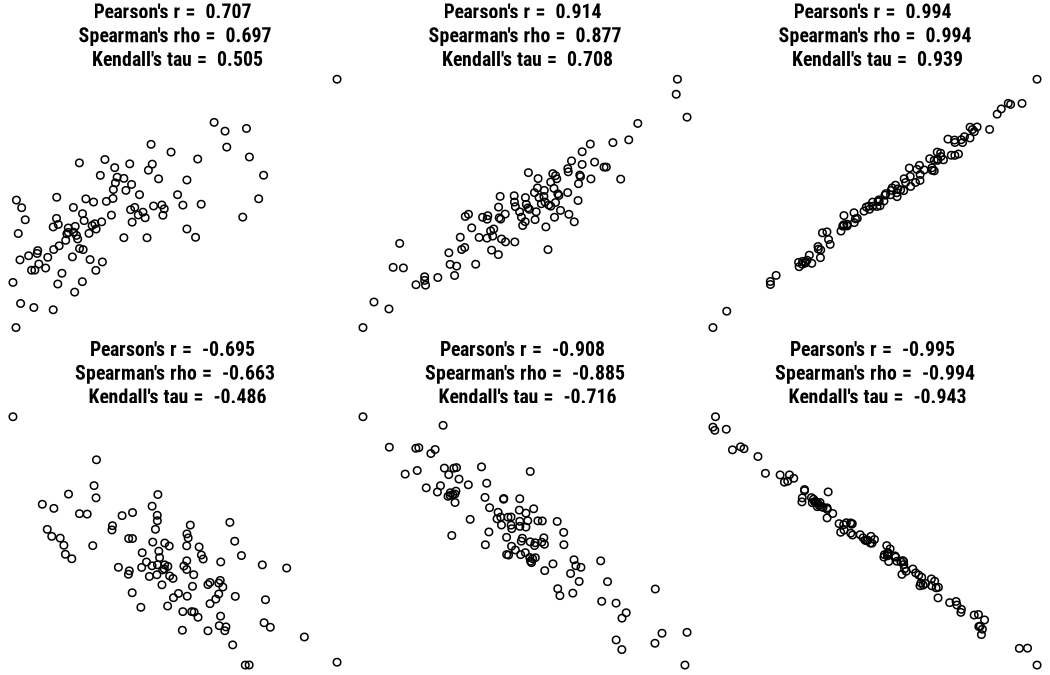 Pearson's r = 0.707
Spearman's rho = 0.697
Kendall's tau = 0.505
Pearson's r = 0.914
Spearman's rho = 0.877
Kendall's tau = 0.708
Pearson's r = 0.994
Spearman's rho = 0.994
Kendall's tau = 0.939
Pearson's r = -0.695
Spearman's rho = -0.663
Kendall's tau = -0.486
Pearson's r = -0.908
Spearman's rho = -0.885
Kendall's tau = -0.716
Pearson's r = -0.995
Spearman's rho = -0.994
Kendall's tau = -0.943